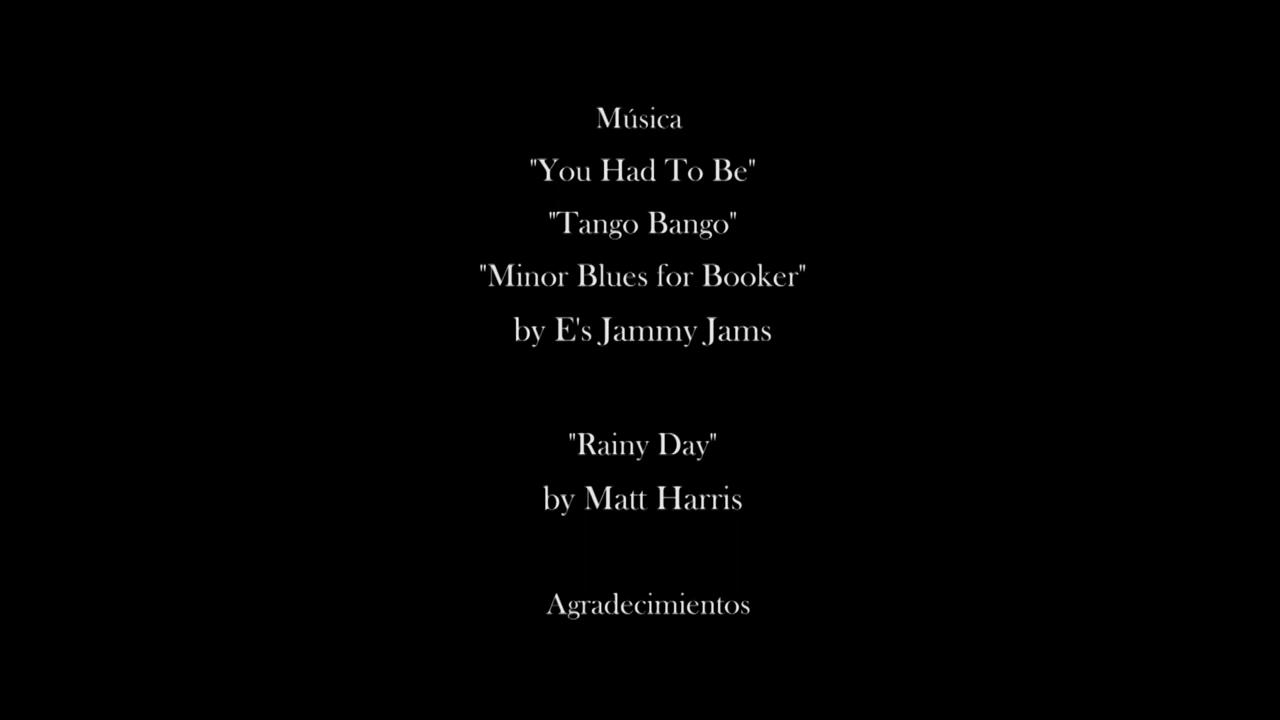 Música
"You Had To Be"
"Tango Bango"
"Minor Blues for Booker"
by E's Jammy Jams
"Rainy Day"
by Matt Harris
Agradecimientos